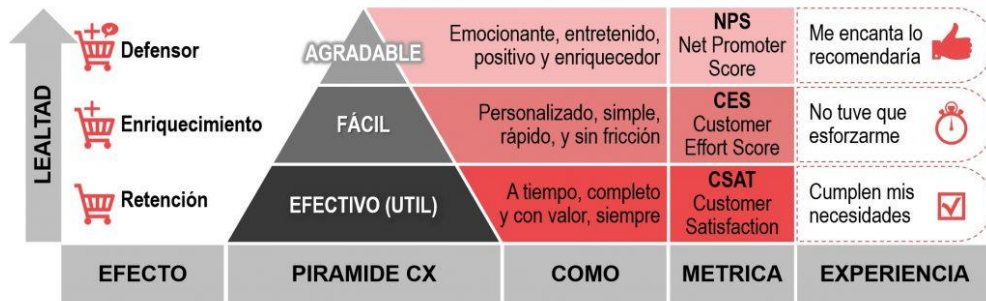 LEALTAD
Defensor
AGRADABLE
Emocionante, entretenido,
positivo y enriquecedor
NPS
Net Promoter
Score
Me encanta lo
recomendaría
Enriquecimiento
FÁCIL
Personalizado, simple,
rápido, y sin fricción
CES
Customer
Effort Score
No tuve que
esforzarme
Retención
EFECTIVO (UTIL)
A tiempo, completo
y con valor, siempre
CSAT
Customer
Satisfaction
Cumplen mis
necesidades
EFECTO
PIRAMIDE CX
COMO
METRICA
EXPERIENCIA